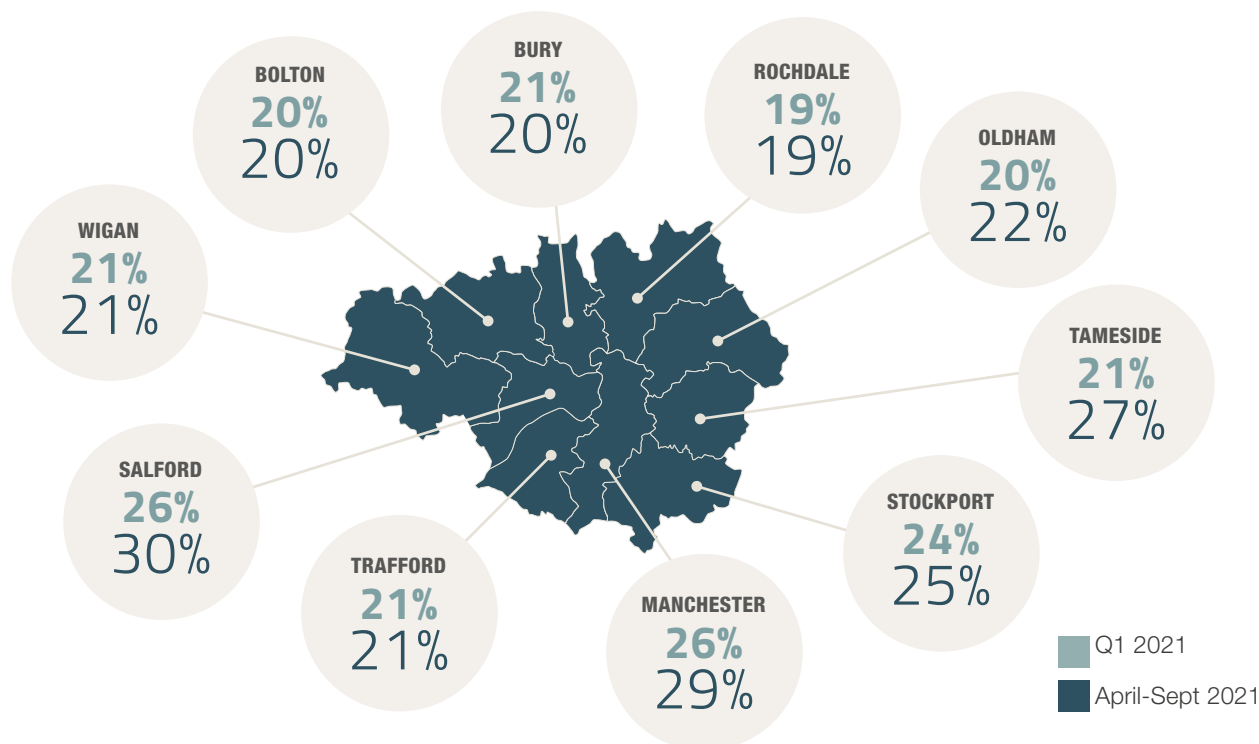 BOLTON
20%
20%
BURY
21%
20%
ROCHDALE
19%
19%
OLDHAM
20%
22%
WIGAN
21%
21%
TAMESIDE
21%
27%
SALFORD
26%
30%
TRAFFORD
21%
21%
MANCHESTER
26%
29%
STOCKPORT
24%
25%
Q1 2021
April-Sept 2021